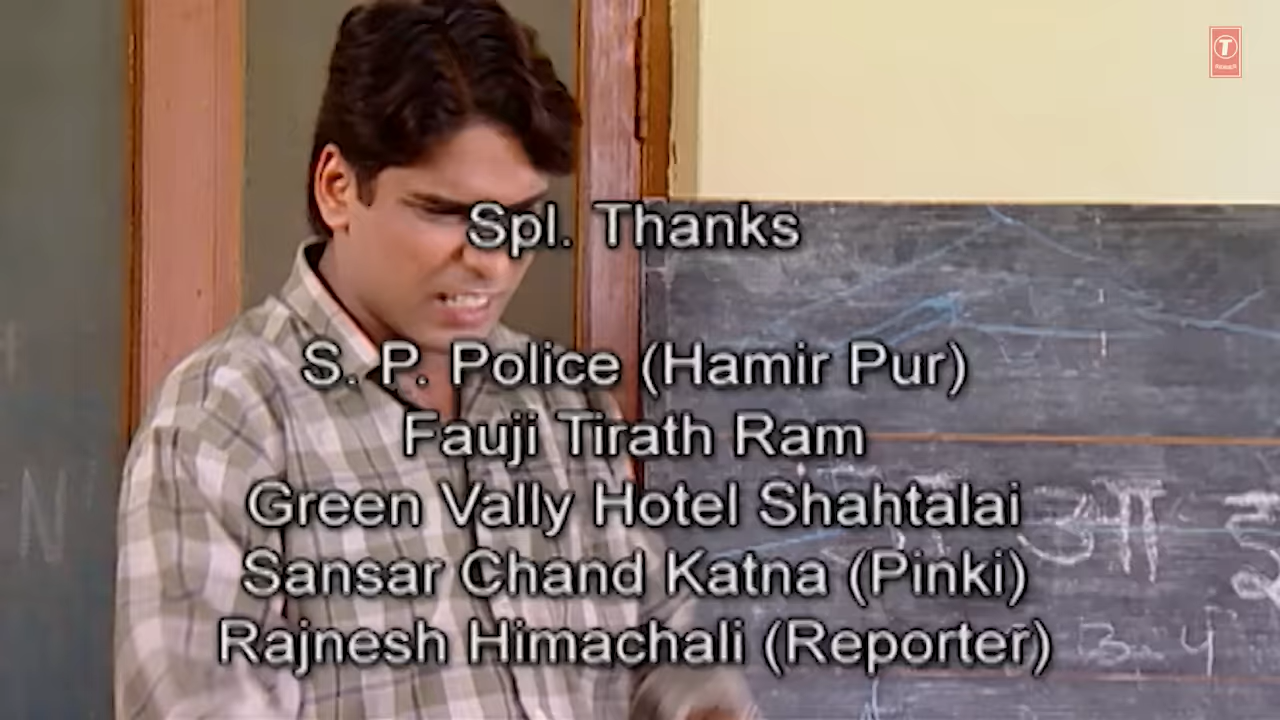 T
SERIES
Spl. Thanks
S. P. Police (Hamir Pur)
Fauji Tirath Ram
Green Vally Hotel Shahtalai
Sansar Chand Katna (Pinki)
Rajnesh Himachali (Reporter)
N
आ